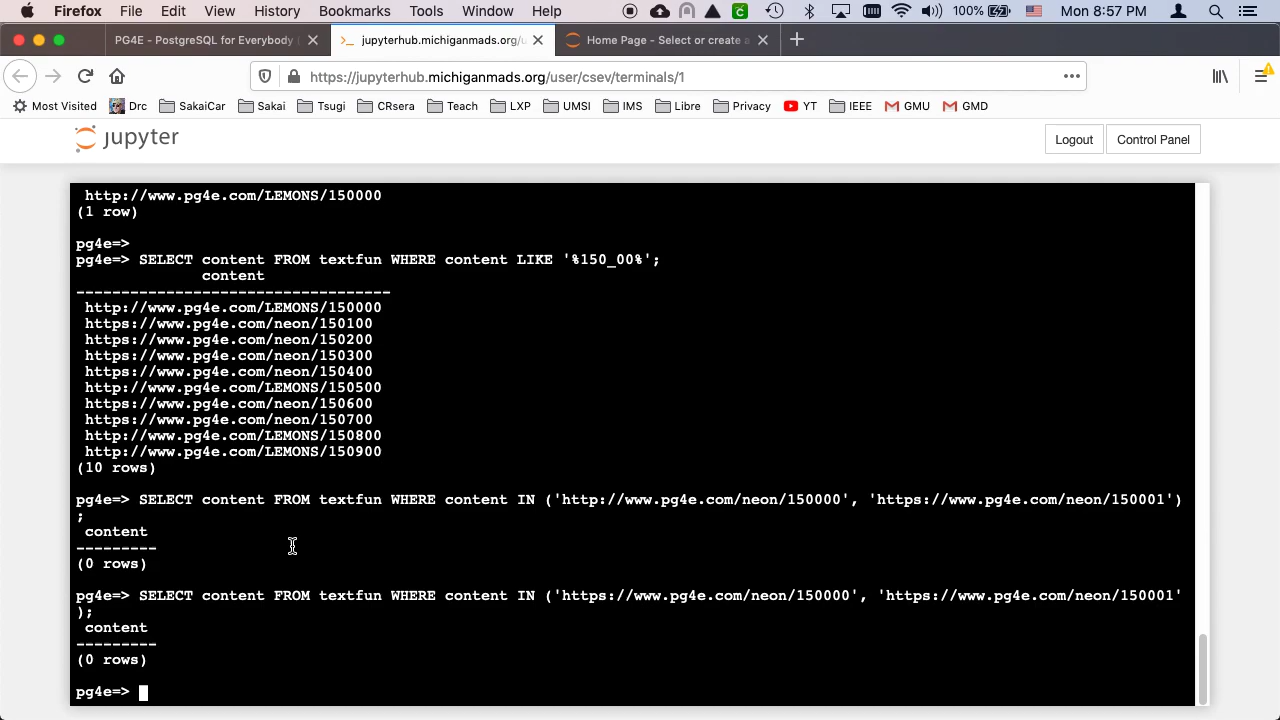 Firefox File Edit View History Bookmarks Tools Window Help 100% Mon 8:57 PM
PG4E - PostgreSQL for Everybody
jupyterhub.michiganmads.org/u
Home Page - Select or create a
https://jupyterhub.michiganmads.org/user/csev/terminals/1
Most Visited Drc SakaiCar Sakai Tsugi CRsera Teach LXP UMSI IMS Libre Privacy YT IEEE GMU GMD
jupyter
Logout Control Panel
http://www.pg4e.com/LEMONS/150000
(1 row)
pg4e=>
pg4e=> SELECT content FROM textfun WHERE content LIKE '%150_00%';
content
----------------------------------
http://www.pg4e.com/LEMONS/150000
https://www.pg4e.com/neon/150100
https://www.pg4e.com/neon/150200
https://www.pg4e.com/neon/150300
https://www.pg4e.com/neon/150400
http://www.pg4e.com/LEMONS/150500
https://www.pg4e.com/neon/150600
https://www.pg4e.com/neon/150700
http://www.pg4e.com/LEMONS/150800
http://www.pg4e.com/LEMONS/150900
(10 rows)
pg4e=> SELECT content FROM textfun WHERE content IN ('http://www.pg4e.com/neon/150000', 'https://www.pg4e.com/neon/150001')
;
content
---------
(0 rows)
pg4e=> SELECT content FROM textfun WHERE content IN ('https://www.pg4e.com/neon/150000', 'https://www.pg4e.com/neon/150001'
);
content
---------
(0 rows)
pg4e=>